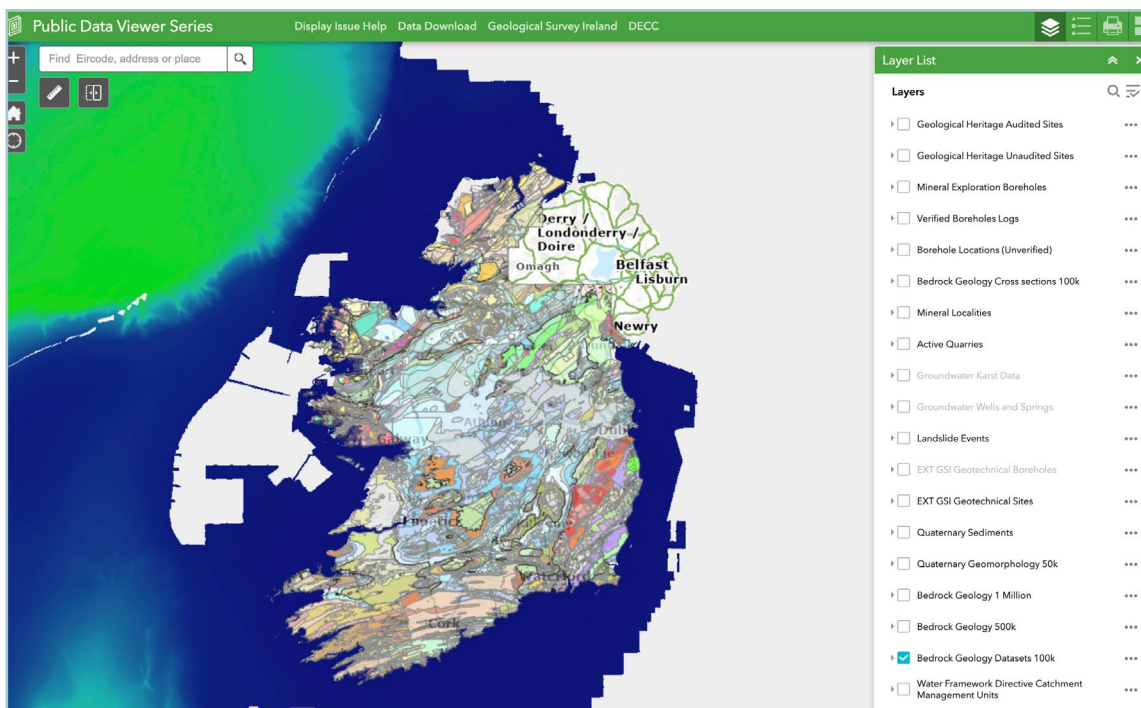 Public Data Viewer Series
Display Issue Help Data Download Geological Survey Ireland DECC
Find Eircode, address or place
Layer List
Layers
Geological Heritage Audited Sites
Geological Heritage Unaudited Sites
Mineral Exploration Boreholes
Verified Boreholes Logs
Borehole Locations (Unverified)
Bedrock Geology Cross sections 100k
Mineral Localities
Active Quarries
Groundwater Karst Data
Groundwater Wells and Springs
Landslide Events
EXT GSI Geotechnical Boreholes
EXT GSI Geotechnical Sites
Quaternary Sediments
Quaternary Geomorphology 50k
Bedrock Geology 1 Million
Bedrock Geology 500k
Bedrock Geology Datasets 100k
Water Framework Directive Catchment
Management Units
Derry /
Londonderry /
Doire
Omagh
Belfast
Lisburn
Newry
Galway
Limerick
Cork